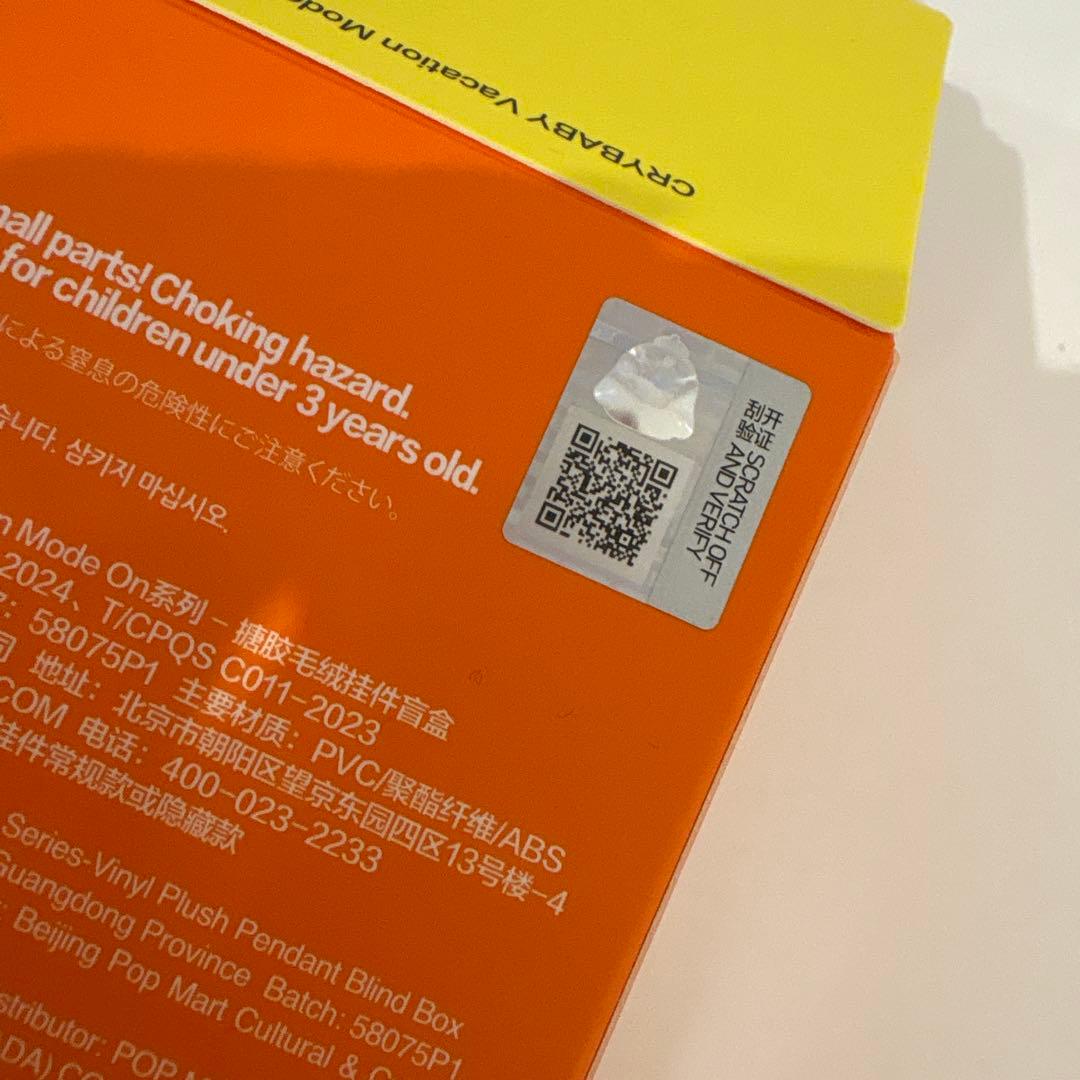 CRYBABY Vacation Mode
parts! Choking hazard.
for children under 3 years old.
による窒息の危険性にご注意ください。
습니다. 삼키지 마십시오.
Mode On系列 - 搪胶毛绒挂件盲盒
2024、T/CPQS C011-2023
58075P1 主要材质：PVC/聚酯纤维/ABS
地址：北京市朝阳区望京东园四区13号楼-4
COM 电话：400-023-2233
挂件常规款或隐藏款
Series-Vinyl Plush Pendant Blind Box
Guangdong Province Batch: 58075P1
Beijing Pop Mart Cultural &
POP
刮开
验证 SCRATCH OFF
AND VERIFY